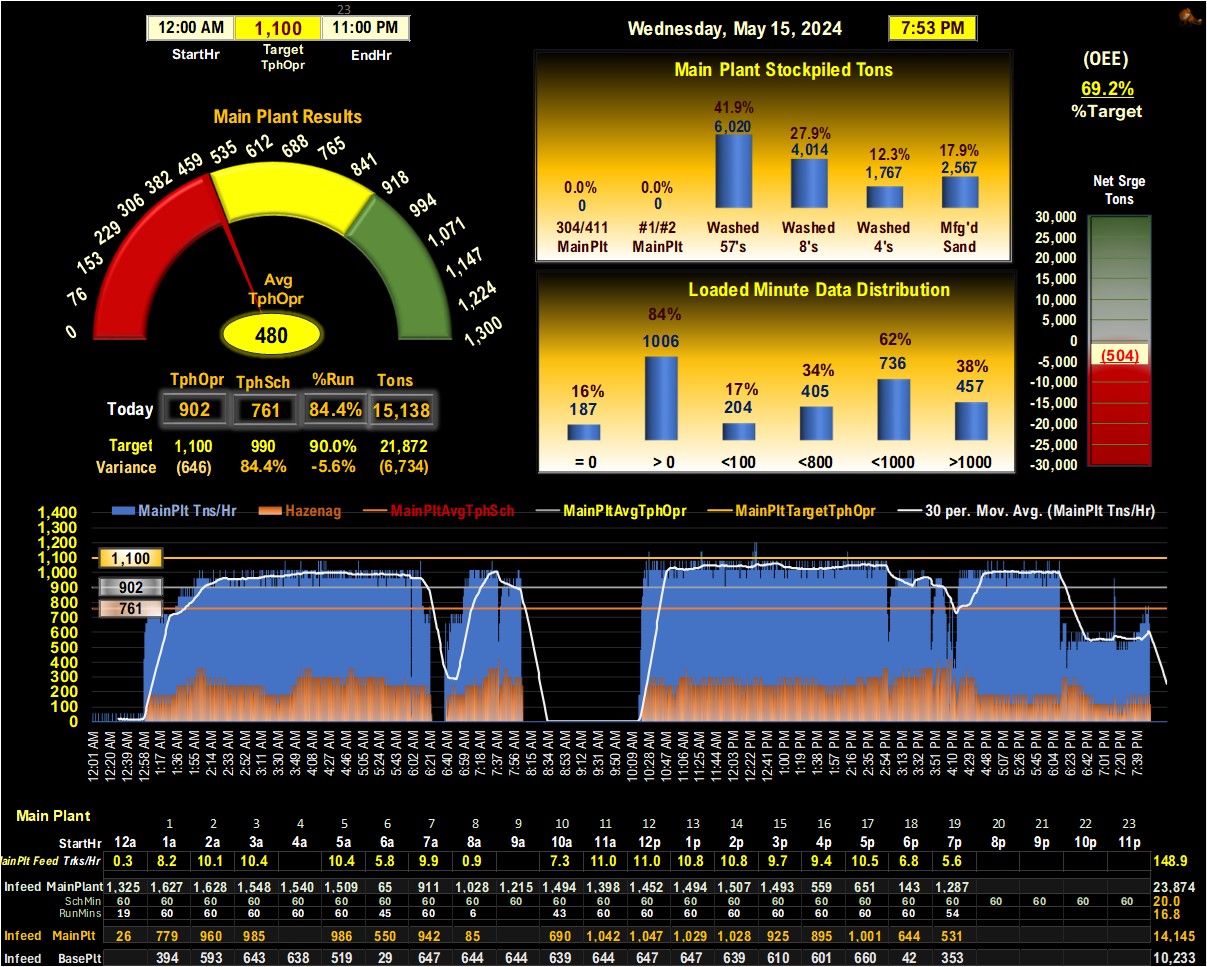 23
12:00 AM 1,100 11:00 PM
StartHr Target TphOpr EndHr
Wednesday, May 15, 2024 7:53 PM
(OEE)
69.2%
%Target
Main Plant Results
0 76 153 229 306 382 459 535 612 688 765 841 918 994 1,071 1,147 1,224 1,300
Avg
TphOpr
480
TphOpr TphSch %Run Tons
Today 902 761 84.4% 15,138
Target 1,100 990 90.0% 21,872
Variance (646) 84.4% -5.6% (6,734)
Main Plant Stockpiled Tons
0.0% 0.0% 41.9% 27.9% 12.3% 17.9%
0 0 6,020 4,014 1,767 2,567
304/411 #1/#2 Washed Washed Washed Mfg'd
MainPlt MainPlt 57's 8's 4's Sand
Loaded Minute Data Distribution
16% 84% 17% 34% 62% 38%
187 1006 204 405 736 457
= 0 > 0 <100 <800 <1000 >1000
Net Srge
Tons
30,000
25,000
20,000
15,000
10,000
5,000
0
-5,000
-10,000
-15,000
-20,000
-25,000
-30,000
(504)
MainPlt Tns/Hr Hazenag MainPltAvgTphSch MainPltAvgTphOpr MainPltTargetTphOpr 30 per. Mov. Avg. (MainPlt Tns/Hr)
1,400
1,300
1,200
1,100
1,000
900
800
700
600
500
400
300
200
100
0
1,100
902
761
12:01 AM 12:20 AM 12:39 AM 12:58 AM 1:17 AM 1:36 AM 1:55 AM 2:14 AM 2:33 AM 2:52 AM 3:11 AM 3:30 AM 3:49 AM 4:08 AM 4:27 AM 4:46 AM 5:05 AM 5:24 AM 5:43 AM 6:02 AM 6:21 AM 6:40 AM 6:59 AM 7:18 AM 7:37 AM 7:56 AM 8:15 AM 8:34 AM 8:53 AM 9:12 AM 9:31 AM 9:50 AM 10:09 AM 10:28 AM 10:47 AM 11:06 AM 11:25 AM 11:44 AM 12:03 PM 12:22 PM 12:41 PM 1:00 PM 1:19 PM 1:38 PM 1:57 PM 2:16 PM 2:35 PM 2:54 PM 3:13 PM 3:32 PM 3:51 PM 4:10 PM 4:29 PM 4:48 PM 5:07 PM 5:26 PM 5:45 PM 6:04 PM 6:23 PM 6:42 PM 7:01 PM 7:20 PM 7:39 PM
Main Plant
1 2 3 4 5 6 7 8 9 10 11 12 13 14 15 16 17 18 19 20 21 22 23
StartHr 12a 1a 2a 3a 4a 5a 6a 7a 8a 9a 10a 11a 12p 1p 2p 3p 4p 5p 6p 7p 8p 9p 10p 11p
MainPlt Feed Trks/Hr 0.3 8.2 10.1 10.4 10.4 5.8 9.9 0.9 7.3 11.0 11.0 10.8 10.8 9.7 9.4 10.5 6.8 5.6 148.9
Infeed MainPlant 1,325 1,627 1,628 1,548 1,540 1,509 65 911 1,028 1,215 1,494 1,398 1,452 1,494 1,507 1,493 559 651 143 1,287 23,874
SchMin 60 60 60 60 60 60 60 60 60 60 60 60 60 60 60 60 60 60 60 60 60 60 60 60 20.0
RunMins 19 60 60 60 60 45 60 6 43 60 60 60 60 60 60 60 60 54 16.8
Infeed MainPlt 26 779 960 985 986 550 942 85 690 1,042 1,047 1,029 1,028 925 895 1,001 644 531 14,145
Infeed BasePlt 394 593 643 638 519 29 647 644 644 639 644 647 647 639 610 601 660 42 353 10,233